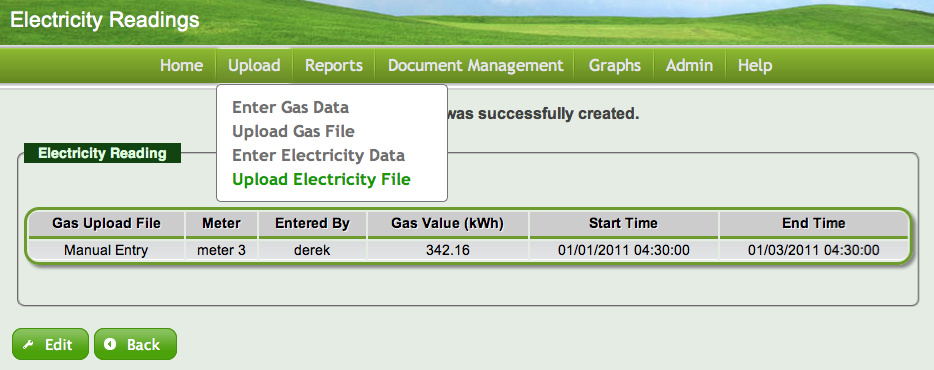 Electricity Readings
Home Upload Reports Document Management Graphs Admin Help
Enter Gas Data
Upload Gas File
Enter Electricity Data
Upload Electricity File
was successfully created.
Electricity Reading
Gas Upload File Meter Entered By Gas Value (kWh) Start Time End Time
Manual Entry meter 3 derek 342.16 01/01/2011 04:30:00 01/03/2011 04:30:00
Edit Back